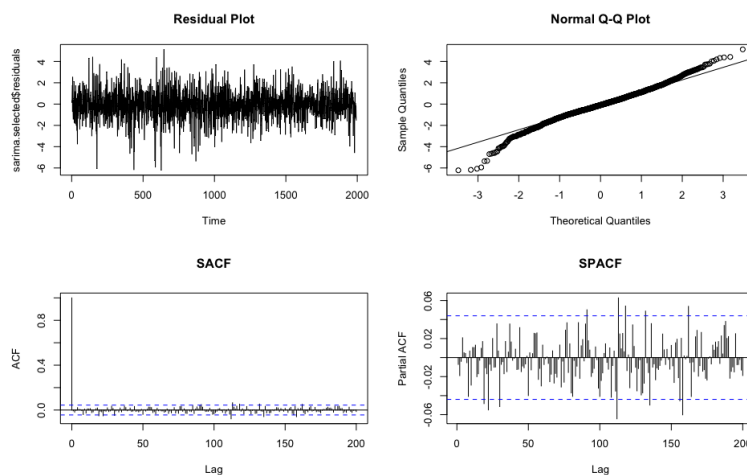 Residual Plot
sarima.selected$residuals
4
2
0
-2
-4
-6
0 500 1000 1500 2000
Time
Normal Q-Q Plot
Sample Quantiles
4
2
0
-2
-4
-6
-3 -2 -1 0 1 2 3
Theoretical Quantiles
SACF
ACF
0.8
0.4
0.0
0 50 100 150 200
Lag
SPACF
Partial ACF
0.06
0.02
-0.02
-0.06
0 50 100 150 200
Lag